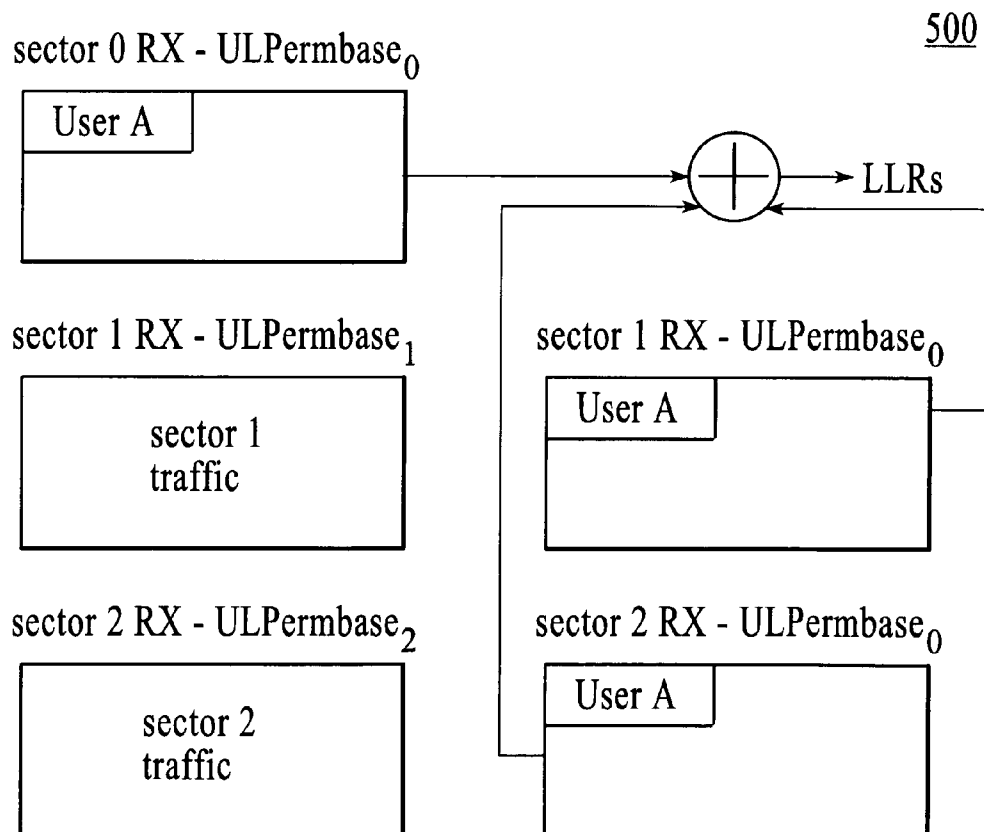 500
sector 0 RX - ULPermbase0
User A
LLRs
sector 1 RX - ULPermbase1
sector 1
traffic
sector 1 RX - ULPermbase0
User A
sector 2 RX - ULPermbase2
sector 2
traffic
sector 2 RX - ULPermbase0
User A